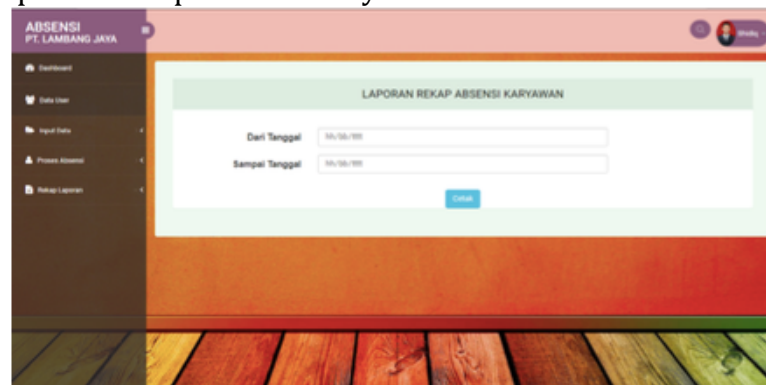 ABSENSI
PT. LAMBANG JAYA
Dashboard
Data User
Input Data
Proses Absensi
Rekap Laporan
LAPORAN REKAP ABSENSI KARYAWAN
Dari Tanggal
Sampai Tanggal
Cetak